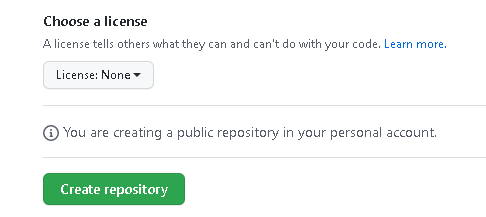 Choose a license
A license tells others what they can and can't do with your code. Learn more.
License: None
You are creating a public repository in your personal account.
Create repository